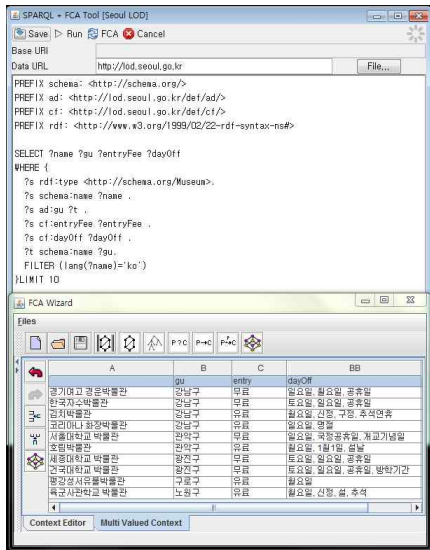 SPARQL + FCA Tool [Seoul LOD]
Save Run FCA Cancel
Base URI
Data URL http://lod.seoul.go.kr File...
PREFIX schema: <http://schema.org/>
PREFIX ad: <http://lod.seoul.go.kr/def/ad/>
PREFIX cf: <http://lod.seoul.go.kr/def/cf/>
PREFIX rdf: <http://www.w3.org/1999/02/22-rdf-syntax-ns#>
SELECT ?name ?gu ?entryFee ?dayOff
WHERE {
?s rdf:type <http://schema.org/Museum>.
?s schema:name ?name .
?s ad:gu ?t .
?s cf:entryFee ?entryFee .
?s cf:dayOff ?dayOff .
?t schema:name ?gu.
FILTER (lang(?name)='ko')
}LIMIT 10
FCA Wizard
Files
P?C P→C P→C
A B C BB
gu entry dayOff
경기여고 경운박물관 강남구 무료 일요일, 월요일, 공휴일
한국자수박물관 강남구 무료 토요일, 일요일, 공휴일
김치박물관 강남구 유료 월요일, 신정, 구정, 추석연휴
코리아나 화장박물관 강남구 유료 일요일, 명절
서울대학교 박물관 관악구 무료 일요일, 국정공휴일, 개교기념일
호림박물관 관악구 유료 월요일, 1월1일, 설날
세종대학교 박물관 광진구 무료 토요일, 일요일, 공휴일
건국대학교 박물관 광진구 무료 토요일, 일요일, 공휴일, 방학기간
평강성서유물박물관 구로구 유료 월요일
육군사관학교 박물관 노원구 유료 월요일, 신정, 설, 추석
Context Editor Multi Valued Context